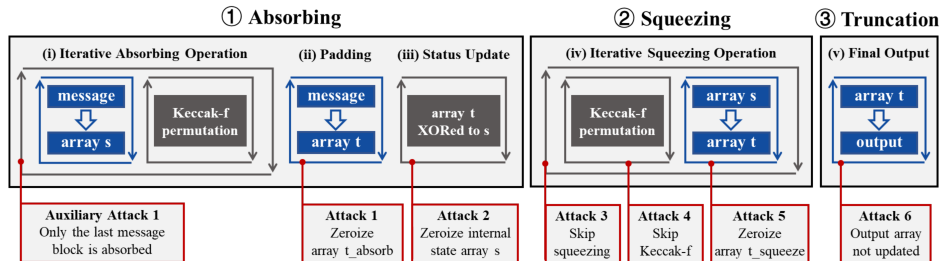 ① Absorbing
② Squeezing
③ Truncation
(i) Iterative Absorbing Operation
(ii) Padding
(iii) Status Update
(iv) Iterative Squeezing Operation
(v) Final Output
message
array s
Keccak-f
permutation
message
array t
array t
XORed to s
Keccak-f
permutation
array s
array t
array t
output
Auxiliary Attack 1
Only the last message
block is absorbed
Attack 1
Zeroize
array t_absorb
Attack 2
Zeroize internal
state array s
Attack 3
Skip
squeezing
Attack 4
Skip
Keccak-f
Attack 5
Zeroize
array t_squeeze
Attack 6
Output array
not updated